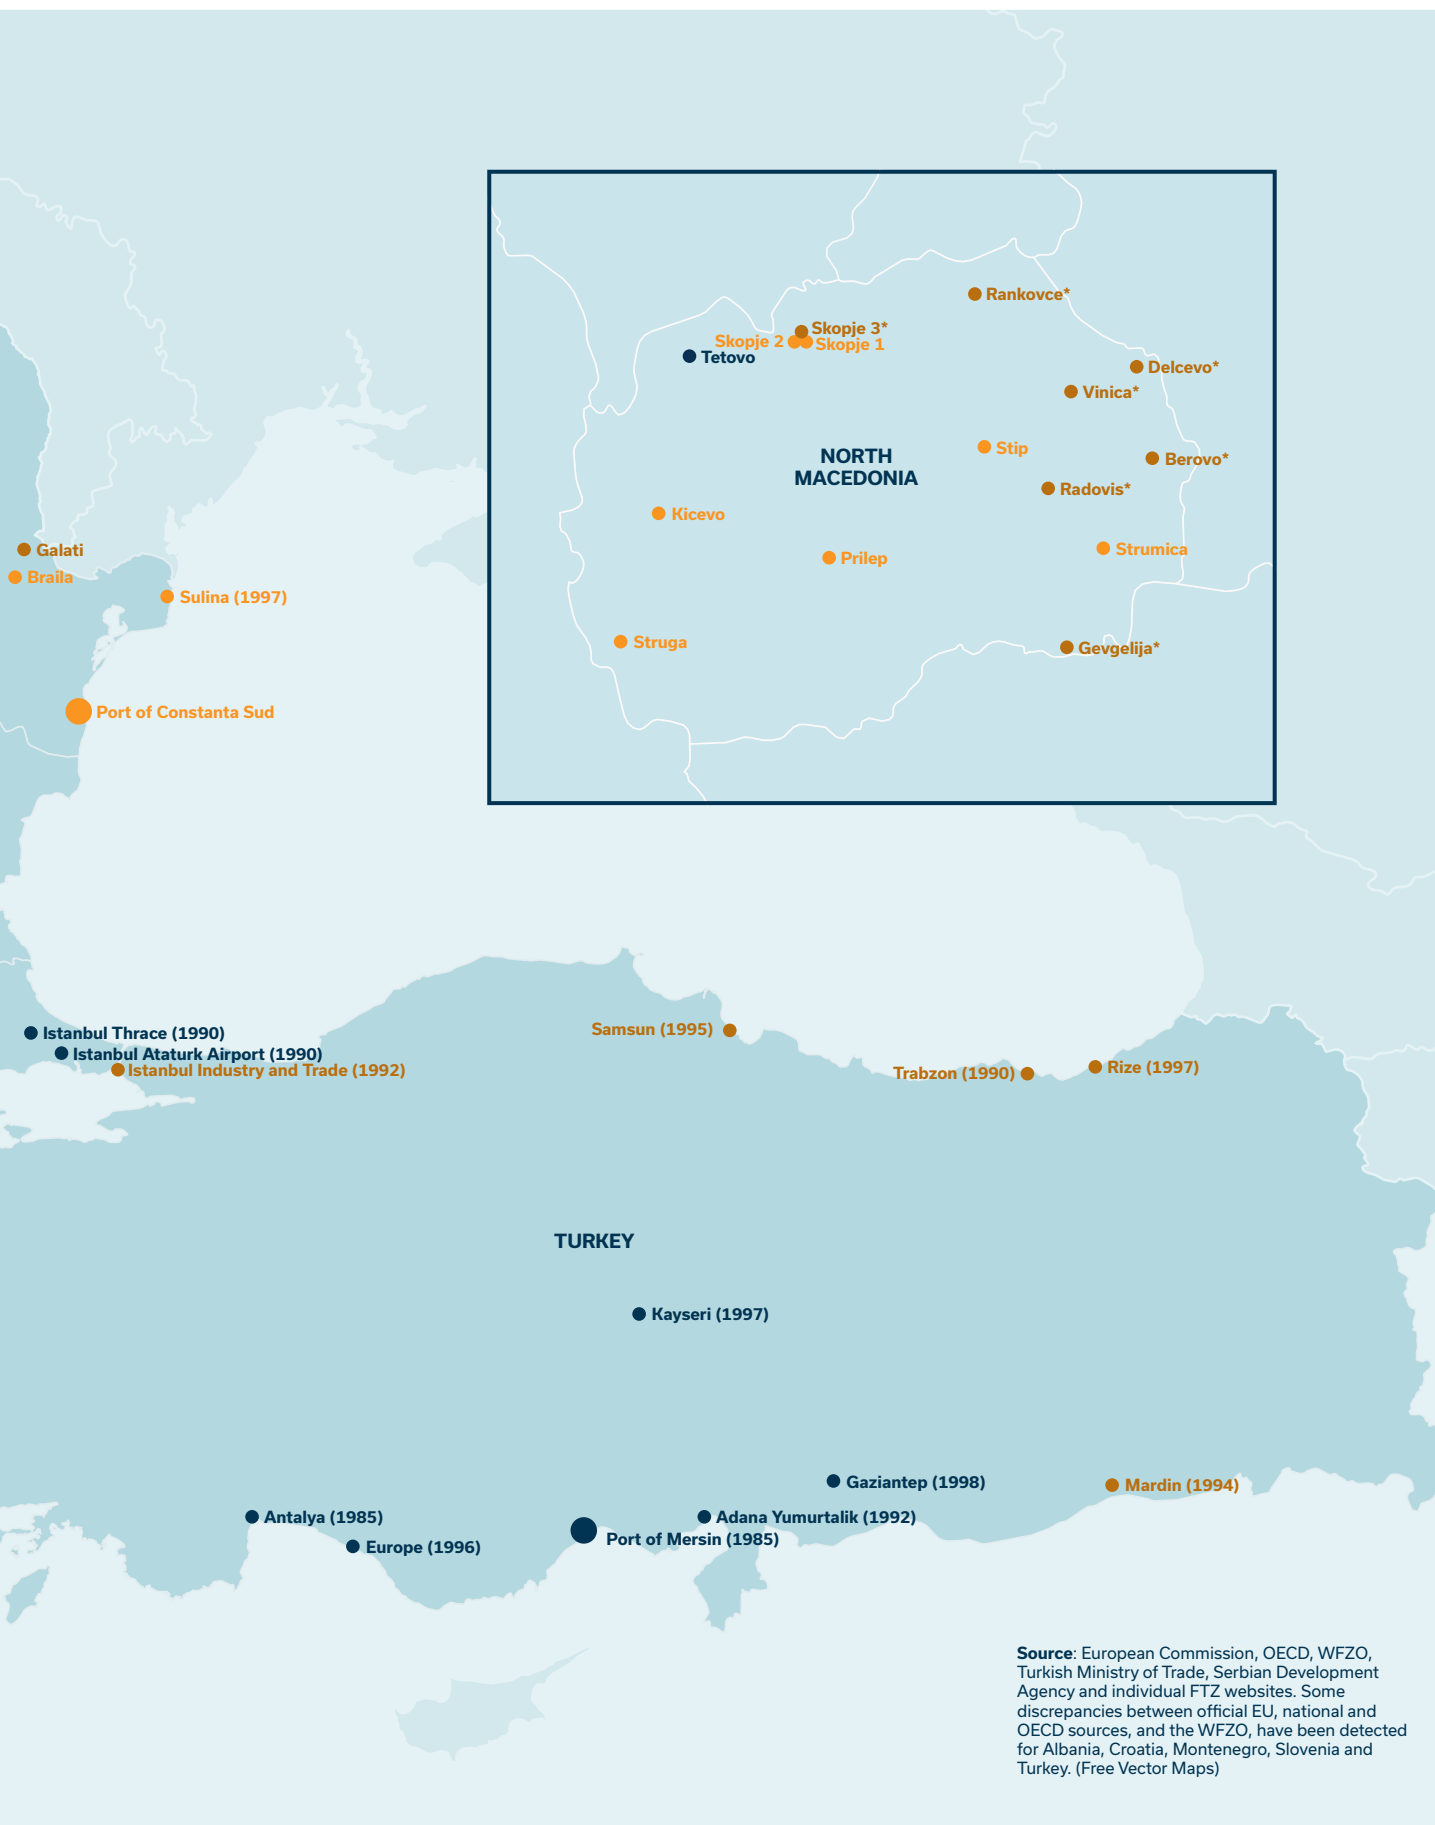 Rankovce*
Skopje 3*
Skopje 2
Skopje 1
Tetovo
Delcevo*
Vinica*
NORTH
MACEDONIA
Stip
Berovo*
Radovis*
Kicevo
Strumica
Prilep
Struga
Gevgelija*
Galati
Braila
Sulina (1997)
Port of Constanta Sud
Istanbul Thrace (1990)
Istanbul Ataturk Airport (1990)
Istanbul Industry and Trade (1992)
Samsun (1995)
Trabzon (1990)
Rize (1997)
TURKEY
Kayseri (1997)
Gaziantep (1998)
Mardin (1994)
Antalya (1985)
Adana Yumurtalik (1992)
Port of Mersin (1985)
Europe (1996)
Source: European Commission, OECD, WFZO,
Turkish Ministry of Trade, Serbian Development
Agency and individual FTZ websites. Some
discrepancies between official EU, national and
OECD sources, and the WFZO, have been detected
for Albania, Croatia, Montenegro, Slovenia and
Turkey. (Free Vector Maps)